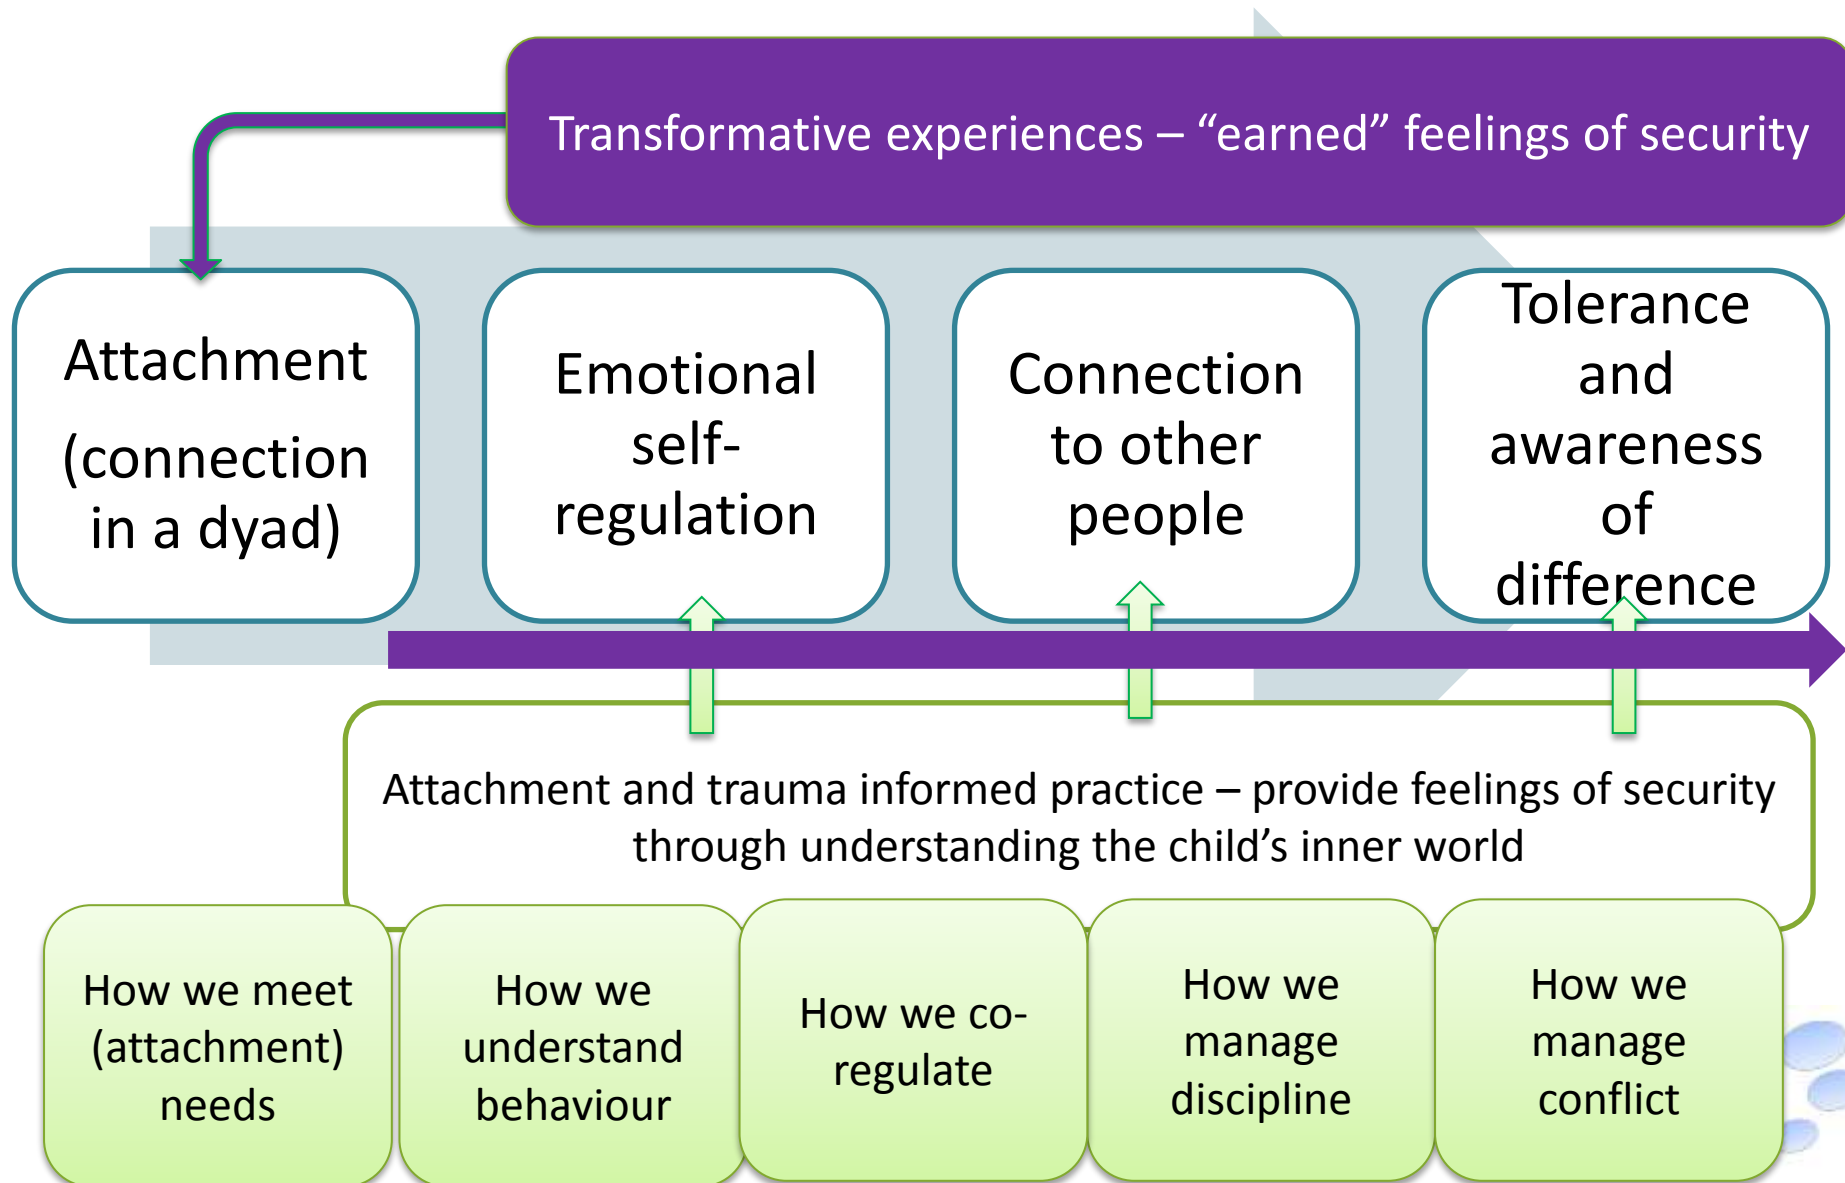 Transformative experiences – “earned” feelings of security
Attachment
(connection
in a dyad)
Emotional
self-
regulation
Connection
to other
people
Tolerance
and
awareness
of
difference
Attachment and trauma informed practice – provide feelings of security
through understanding the child’s inner world
How we meet
(attachment)
needs
How we
understand
behaviour
How we co-
regulate
How we
manage
discipline
How we
manage
conflict